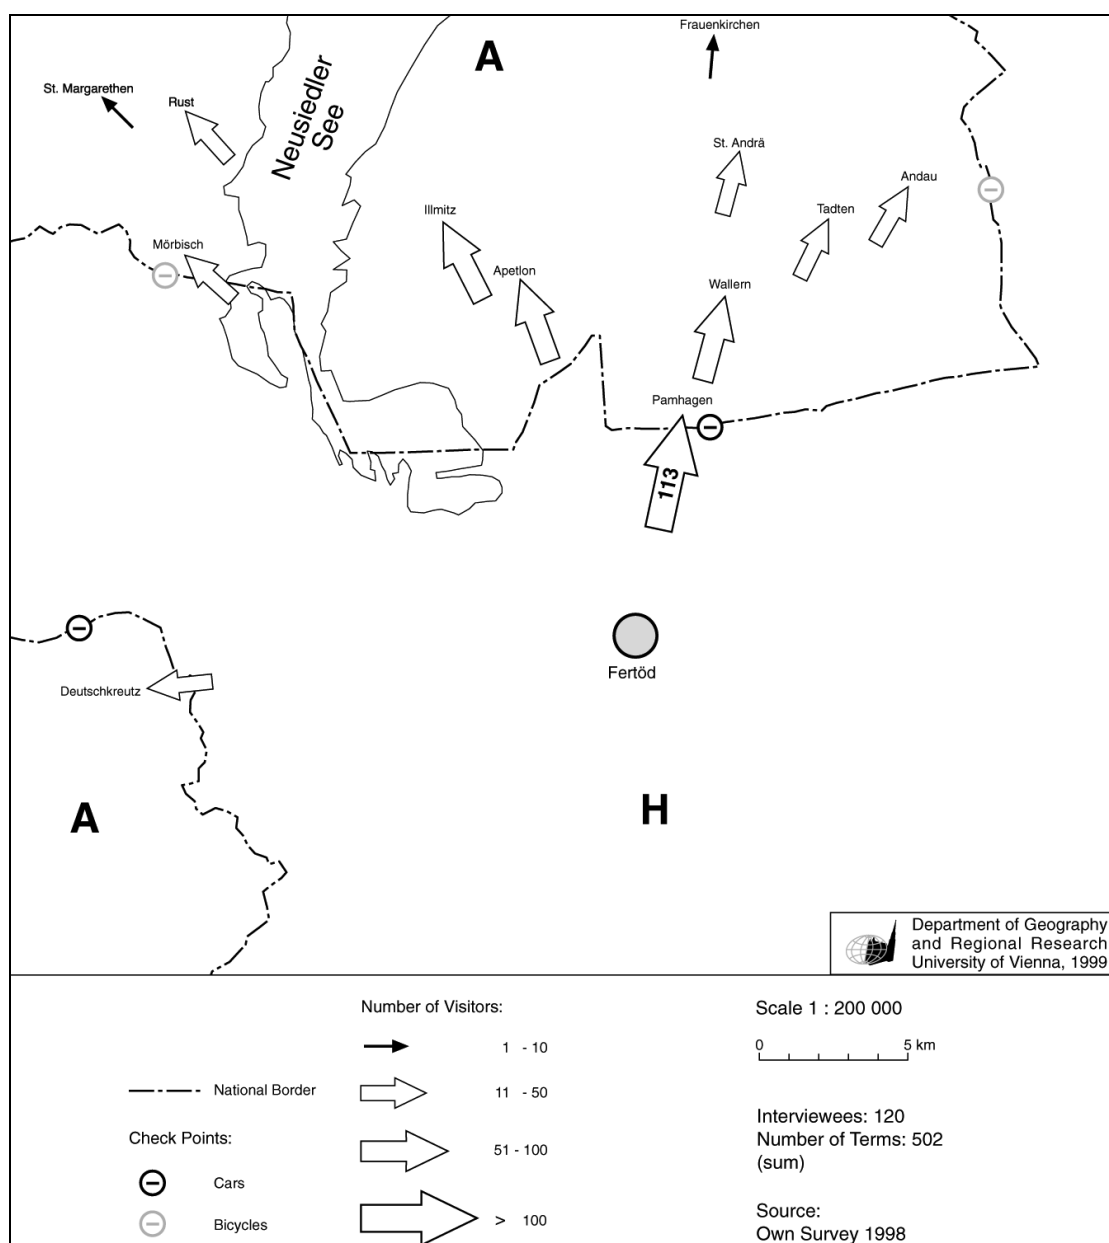 Frauenkirchen
A
St. Margarethen
Rust
Neusiedler
See
St. Andrä
Andau
Illmitz
Tadten
Mörbisch
Apetlon
Wallern
Pamhagen
113
Fertöd
Deutschkreutz
A
H
Department of Geography
and Regional Research
University of Vienna, 1999
Number of Visitors:
1 - 10
11 - 50
51 - 100
> 100
National Border
Check Points:
Cars
Bicycles
Scale 1 : 200 000
0 5 km
Interviewees: 120
Number of Terms: 502
(sum)
Source:
Own Survey 1998